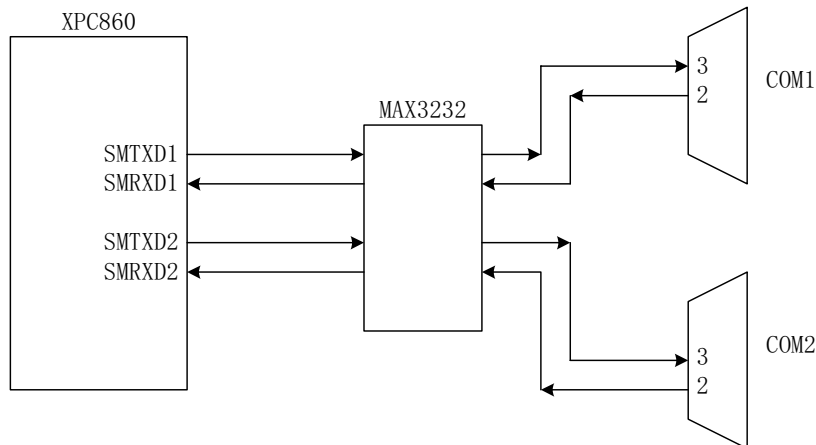 XPC860
SMTXD1
SMRXD1
SMTXD2
SMRXD2
MAX3232
3
2
COM1
3
2
COM2